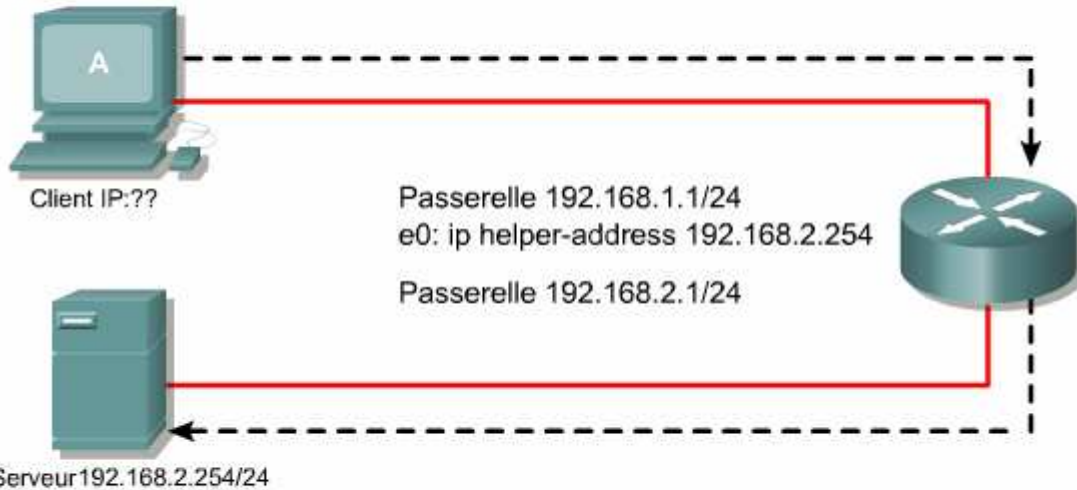 A
Client IP:??
Passerelle 192.168.1.1/24
e0: ip helper-address 192.168.2.254
Passerelle 192.168.2.1/24
Serveur192.168.2.254/24